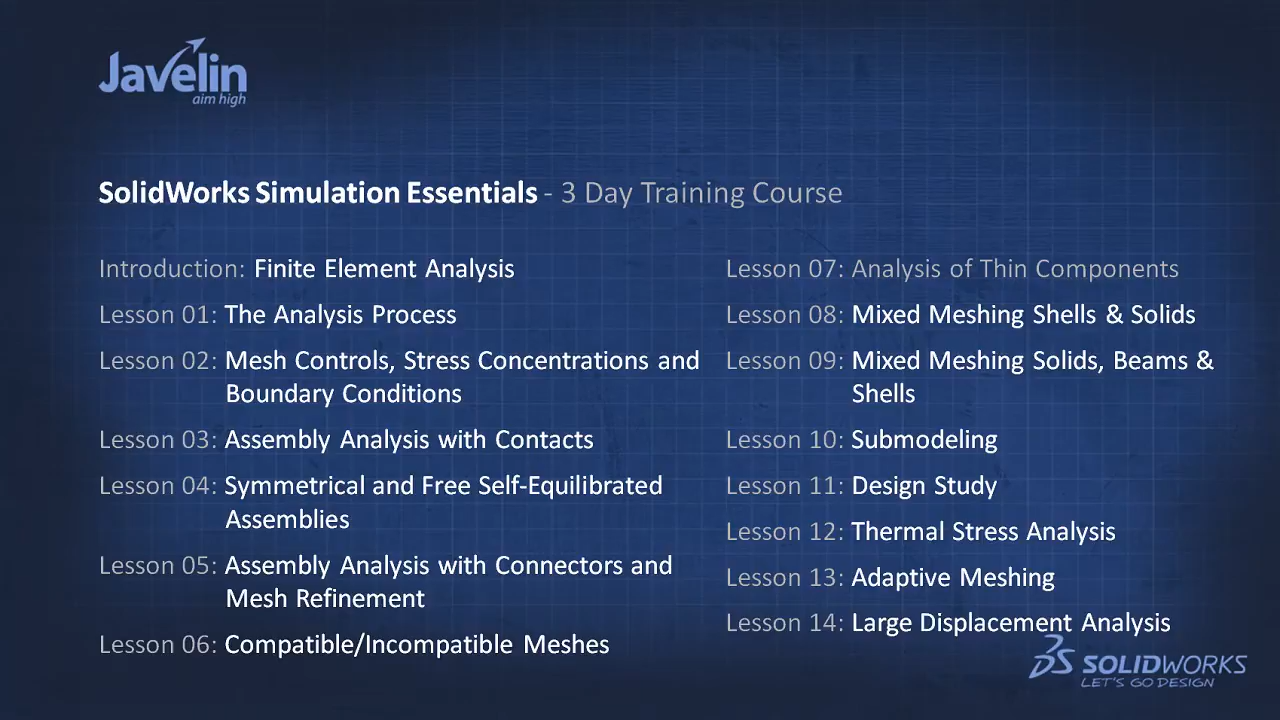 Javelin
aim high
SolidWorks Simulation Essentials - 3 Day Training Course
Introduction: Finite Element Analysis
Lesson 01: The Analysis Process
Lesson 02: Mesh Controls, Stress Concentrations and
Boundary Conditions
Lesson 03: Assembly Analysis with Contacts
Lesson 04: Symmetrical and Free Self-Equilibrated
Assemblies
Lesson 05: Assembly Analysis with Connectors and
Mesh Refinement
Lesson 06: Compatible/Incompatible Meshes
Lesson 07: Analysis of Thin Components
Lesson 08: Mixed Meshing Shells & Solids
Lesson 09: Mixed Meshing Solids, Beams &
Shells
Lesson 10: Submodeling
Lesson 11: Design Study
Lesson 12: Thermal Stress Analysis
Lesson 13: Adaptive Meshing
Lesson 14: Large Displacement Analysis
3DS SOLIDWORKS
LET'S GO DESIGN